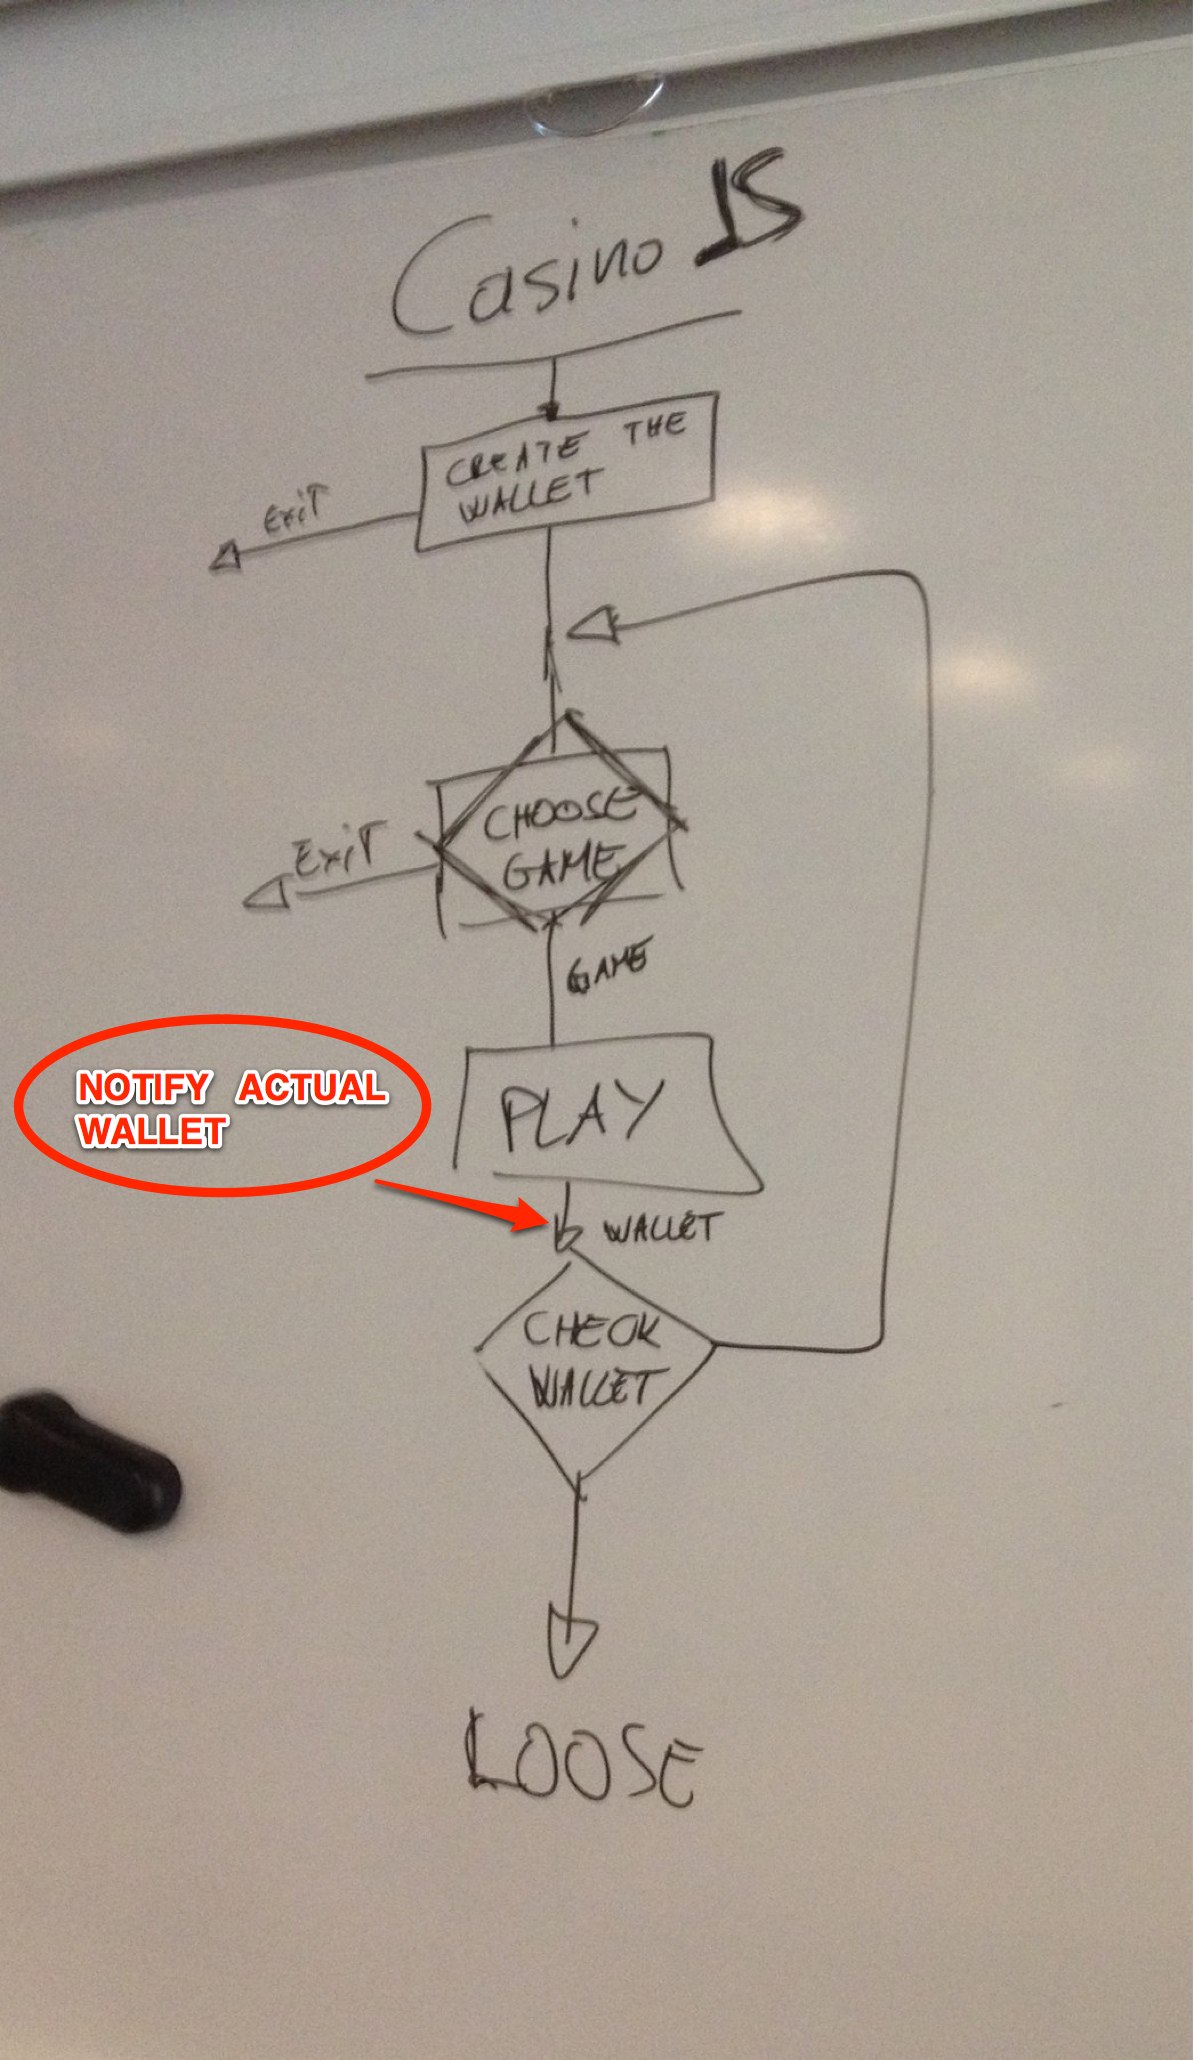 Casino JS
CREATE THE
WALLET
ExiT
CHOOSE
GAME
ExiT
GAME
NOTIFY ACTUAL
WALLET
PLAY
WALLET
CHECK
WALLET
LOOSE